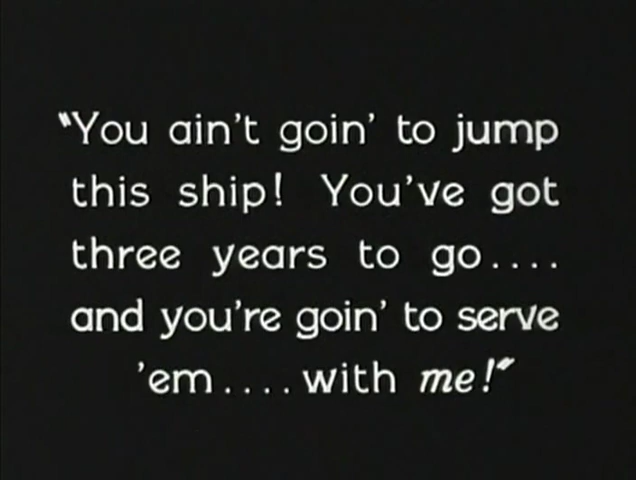 "You ain't goin' to jump
this ship! You've got
three years to go....
and you're goin' to serve
'em....with me!"